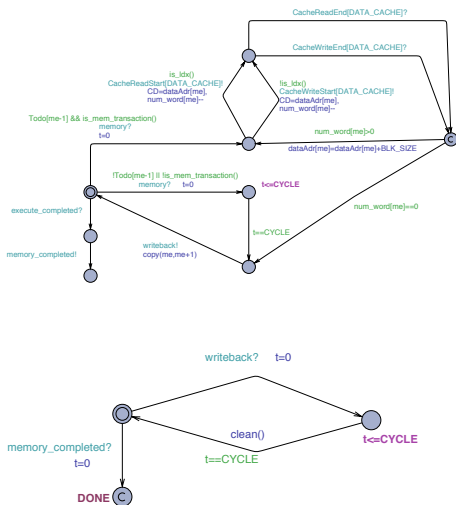 CacheReadEnd[DATA_CACHE]?
CacheWriteEnd[DATA_CACHE]?
is_ldx()
CacheReadStart[DATA_CACHE]!
CD=dataAdr[me],
num_word[me]--
!is_ldx()
CacheWriteStart[DATA_CACHE]!
CD=dataAdr[me],
num_word[me]--
Todo[me-1] && is_mem_transaction()
memory?
t=0
num_word[me]>0
C
dataAdr[me]=dataAdr[me]+BLK_SIZE
!Todo[me-1] || !is_mem_transaction()
memory? t=0
t<=CYCLE
execute_completed?
num_word[me]==0
t==CYCLE
memory_completed!
writeback!
copy(me,me+1)
writeback? t=0
clean()
t<=CYCLE
memory_completed?
t==CYCLE
t=0
DONE C